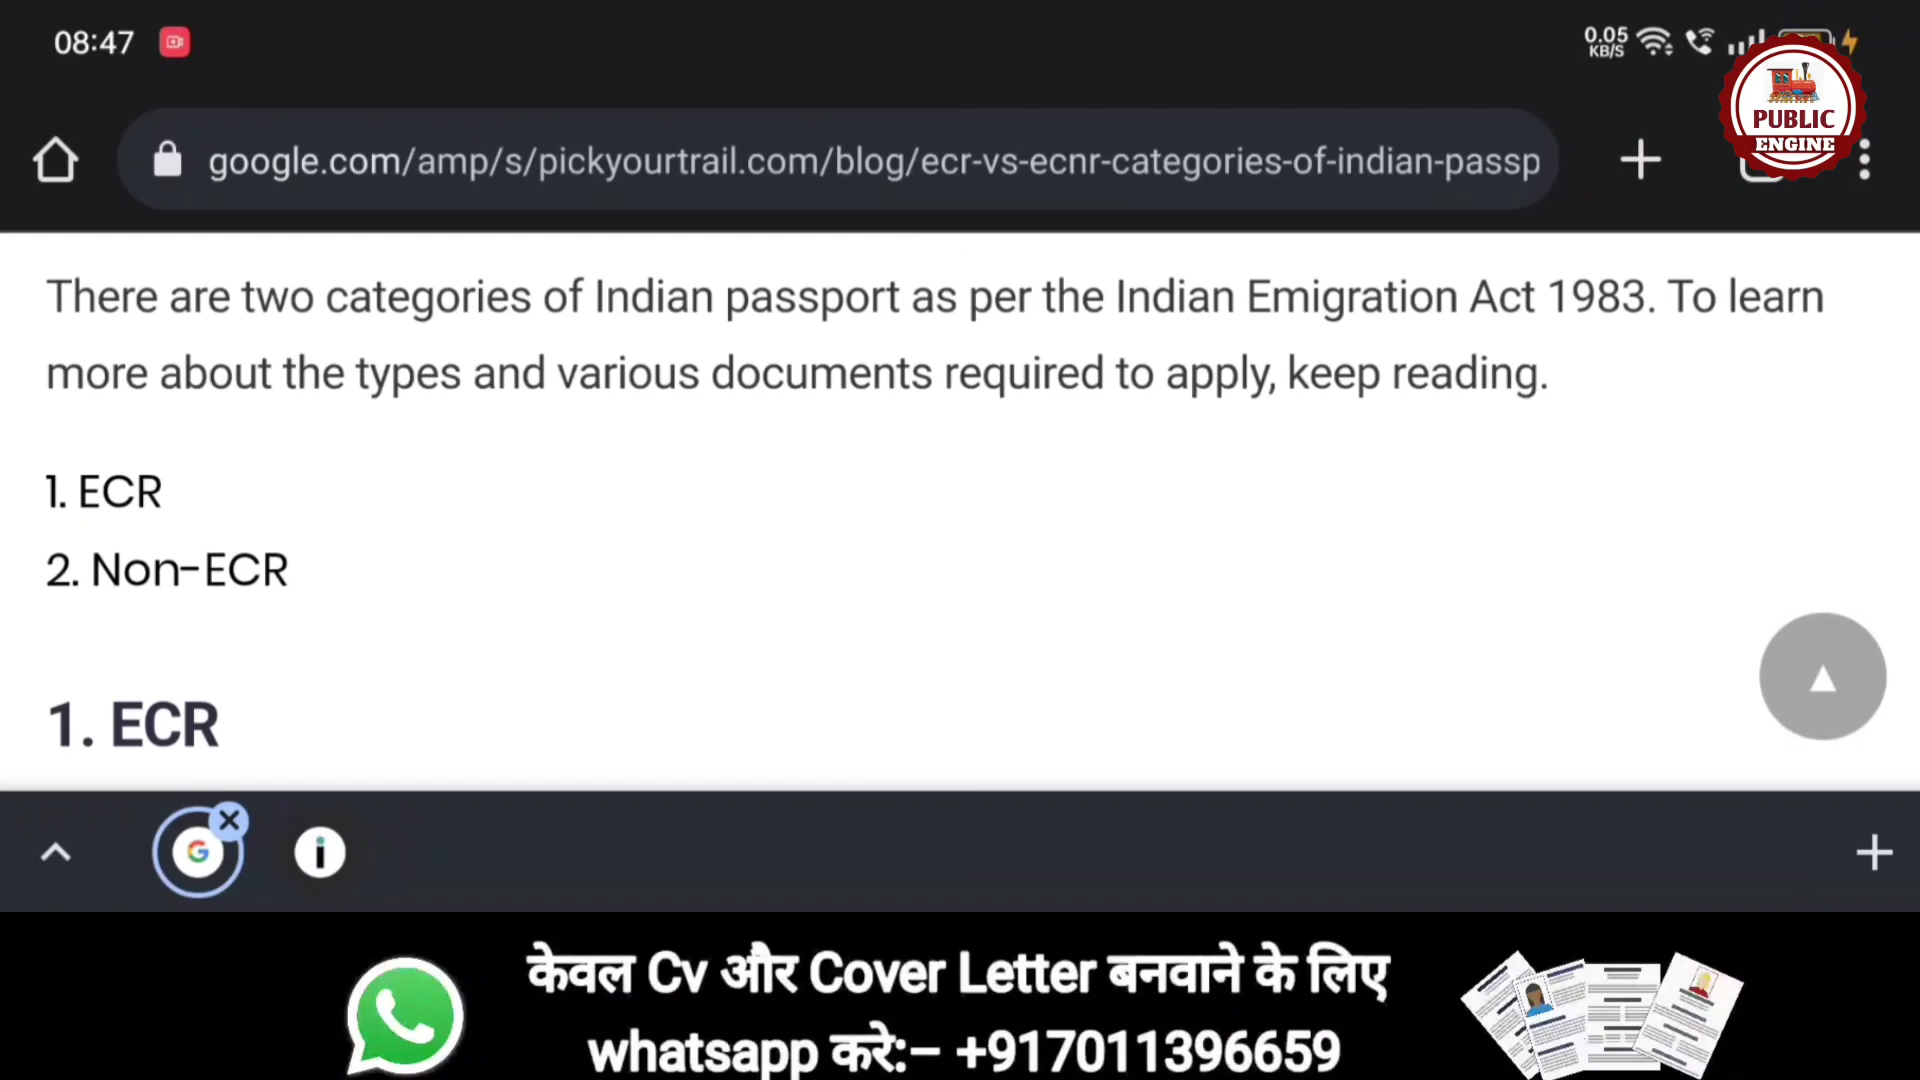 08:47
0.05
KB/S
PUBLIC
ENGINE
google.com/amp/s/pickyourtrail.com/blog/ecr-vs-ecnr-categories-of-indian-passp
There are two categories of Indian passport as per the Indian Emigration Act 1983. To learn
more about the types and various documents required to apply, keep reading.
1. ECR
2. Non-ECR
1. ECR
केवल Cv और Cover Letter बनवाने के लिए
whatsapp करे:– +917011396659